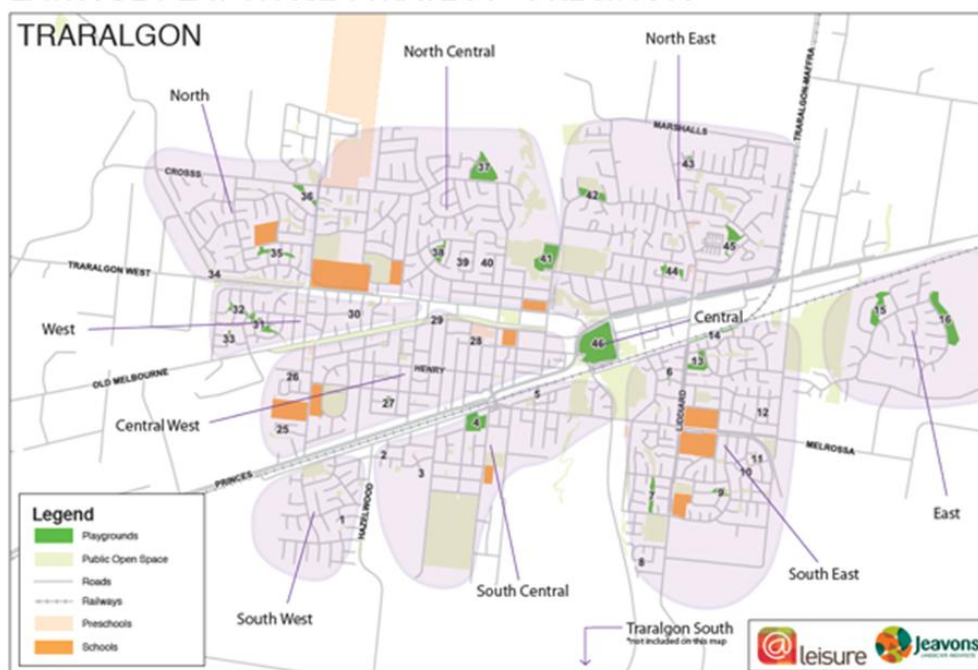 TRARALGON
North Central
North East
North
MARSHALLS
TRARALGON-MAFFRA
43
37
CROSSS
36
42
45
35
38
39
40
41
44
TRARALGON WEST
34
32
31
33
30
29
West
Central
15
16
14
46
28
13
OLD MELBOURNE
HENRY
6
26
27
5
LIDDIARD
12
Central West
25
4
MELROSSA
2
3
11
10
PRINCES
7
9
East
HAZELWOOD
1
8
South East
South Central
South West
Legend
Playgrounds
Public Open Space
Roads
Railways
Preschools
Schools
Traralgon South
*not included on this map
@leisure
Jeavons